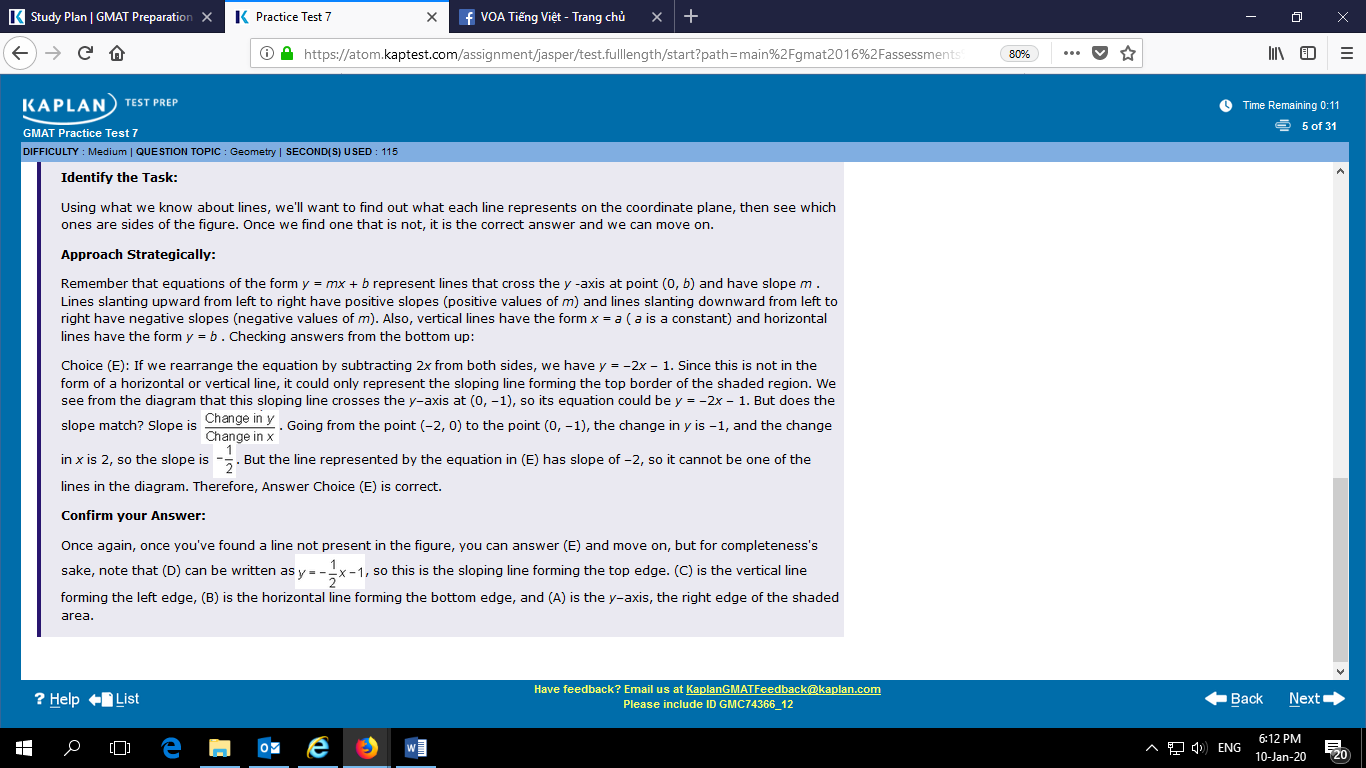 Study Plan | GMAT Preparation
Practice Test 7
VOA Tiếng Việt - Trang chủ
https://atom.kaptest.com/assignment/jasper/test.fulllength/start?path=main%2Fgmat2016%2Fassessments
80%
KAPLAN TEST PREP
GMAT Practice Test 7
Time Remaining 0:11
5 of 31
DIFFICULTY : Medium | QUESTION TOPIC : Geometry | SECOND(S) USED : 115
Identify the Task:
Using what we know about lines, we'll want to find out what each line represents on the coordinate plane, then see which
ones are sides of the figure. Once we find one that is not, it is the correct answer and we can move on.
Approach Strategically:
Remember that equations of the form y = mx + b represent lines that cross the y -axis at point (0, b) and have slope m .
Lines slanting upward from left to right have positive slopes (positive values of m) and lines slanting downward from left to
right have negative slopes (negative values of m). Also, vertical lines have the form x = a ( a is a constant) and horizontal
lines have the form y = b . Checking answers from the bottom up:
Choice (E): If we rearrange the equation by subtracting 2x from both sides, we have y = −2x − 1. Since this is not in the
form of a horizontal or vertical line, it could only represent the sloping line forming the top border of the shaded region. We
see from the diagram that this sloping line crosses the y−axis at (0, −1), so its equation could be y = −2x − 1. But does the
slope match? Slope is Change in y / Change in x . Going from the point (−2, 0) to the point (0, −1), the change in y is −1, and the change
in x is 2, so the slope is -1/2. But the line represented by the equation in (E) has slope of −2, so it cannot be one of the
lines in the diagram. Therefore, Answer Choice (E) is correct.
Confirm your Answer:
Once again, once you've found a line not present in the figure, you can answer (E) and move on, but for completeness's
sake, note that (D) can be written as y = -1/2x - 1, so this is the sloping line forming the top edge. (C) is the vertical line
forming the left edge, (B) is the horizontal line forming the bottom edge, and (A) is the y−axis, the right edge of the shaded
area.
? Help
List
Have feedback? Email us at KaplanGMATFeedback@kaplan.com
Please include ID GMC74366_12
Back
Next
ENG
6:12 PM
10-Jan-20
20